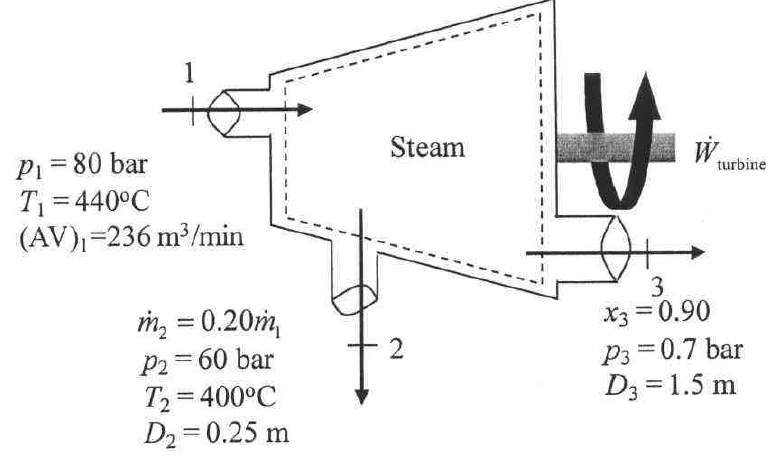 1
Steam
Ẇ_turbine
p₁ = 80 bar
T₁ = 440°C
(AV)₁=236 m³/min
ṁ₂ = 0.20ṁ₁
p₂ = 60 bar
T₂ = 400°C
D₂ = 0.25 m
2
3
x₃ = 0.90
p₃ = 0.7 bar
D₃ = 1.5 m